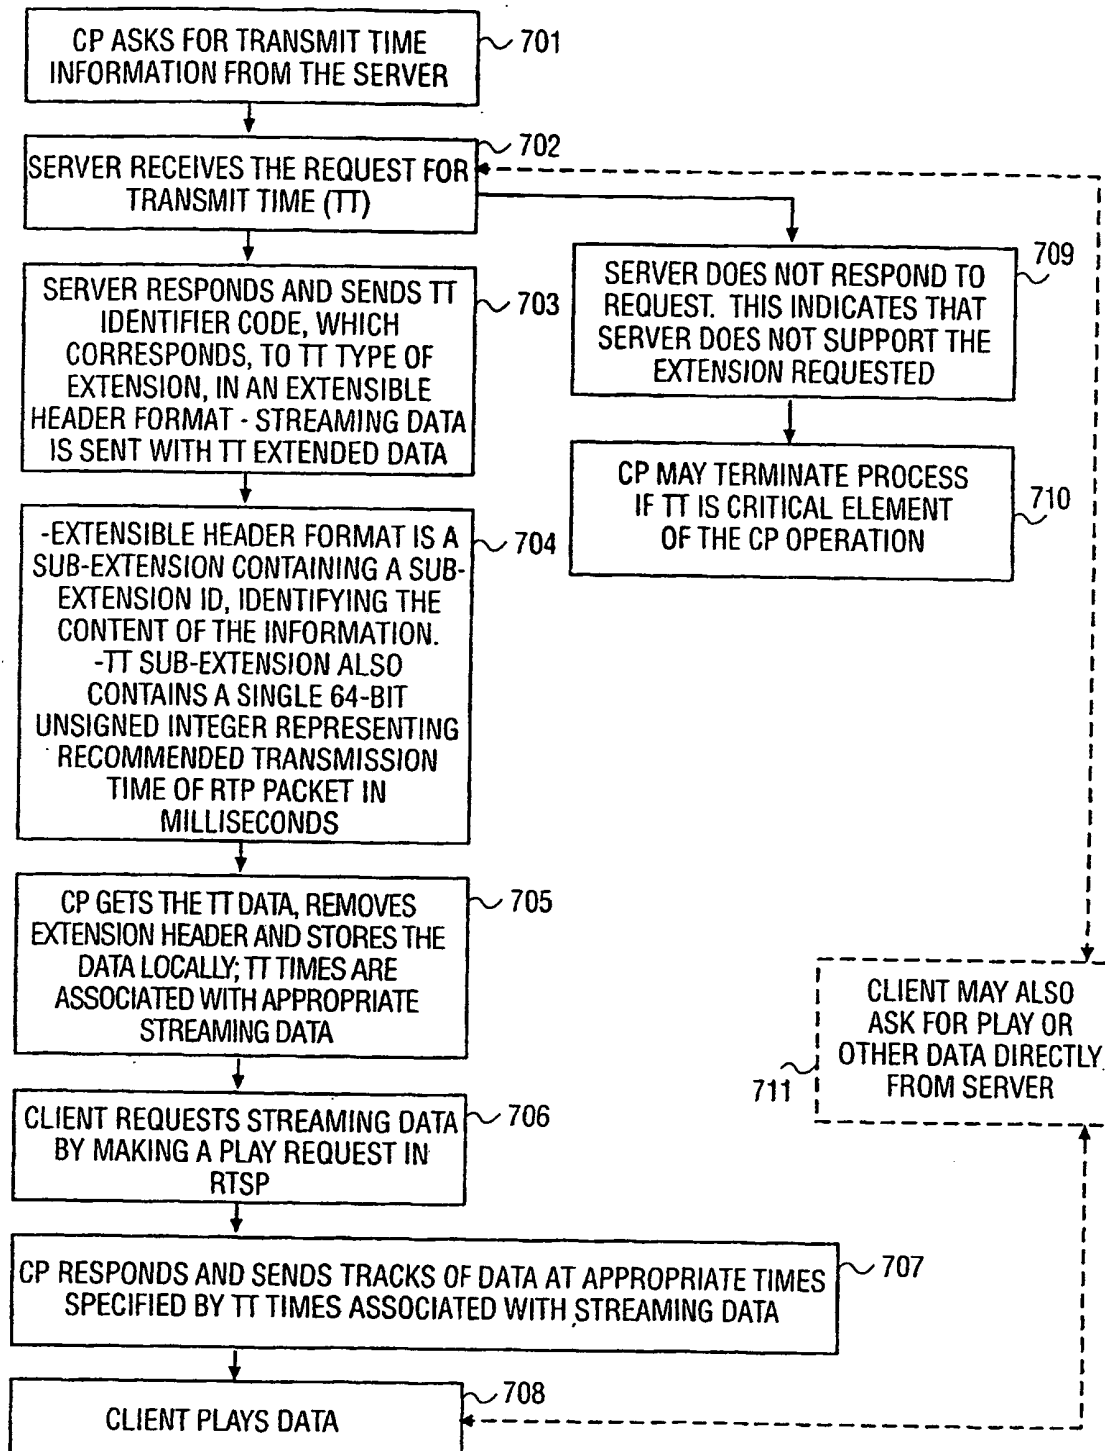 CP ASKS FOR TRANSMIT TIME
INFORMATION FROM THE SERVER
701
SERVER RECEIVES THE REQUEST FOR
TRANSMIT TIME (TT)
702
SERVER RESPONDS AND SENDS TT
IDENTIFIER CODE, WHICH
CORRESPONDS, TO TT TYPE OF
EXTENSION, IN AN EXTENSIBLE
HEADER FORMAT - STREAMING DATA
IS SENT WITH TT EXTENDED DATA
703
SERVER DOES NOT RESPOND TO
REQUEST. THIS INDICATES THAT
SERVER DOES NOT SUPPORT THE
EXTENSION REQUESTED
709
CP MAY TERMINATE PROCESS
IF TT IS CRITICAL ELEMENT
OF THE CP OPERATION
710
-EXTENSIBLE HEADER FORMAT IS A
SUB-EXTENSION CONTAINING A SUB-
EXTENSION ID, IDENTIFYING THE
CONTENT OF THE INFORMATION.
-TT SUB-EXTENSION ALSO
CONTAINS A SINGLE 64-BIT
UNSIGNED INTEGER REPRESENTING
RECOMMENDED TRANSMISSION
TIME OF RTP PACKET IN
MILLISECONDS
704
CP GETS THE TT DATA, REMOVES
EXTENSION HEADER AND STORES THE
DATA LOCALLY; TT TIMES ARE
ASSOCIATED WITH APPROPRIATE
STREAMING DATA
705
CLIENT MAY ALSO
ASK FOR PLAY OR
OTHER DATA DIRECTLY
FROM SERVER
711
CLIENT REQUESTS STREAMING DATA
BY MAKING A PLAY REQUEST IN
RTSP
706
CP RESPONDS AND SENDS TRACKS OF DATA AT APPROPRIATE TIMES
SPECIFIED BY TT TIMES ASSOCIATED WITH STREAMING DATA
707
CLIENT PLAYS DATA
708